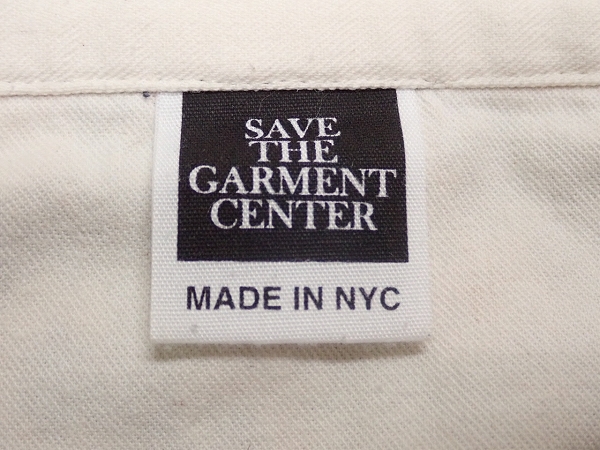 SAVE
THE
GARMENT
CENTER
MADE IN NYC